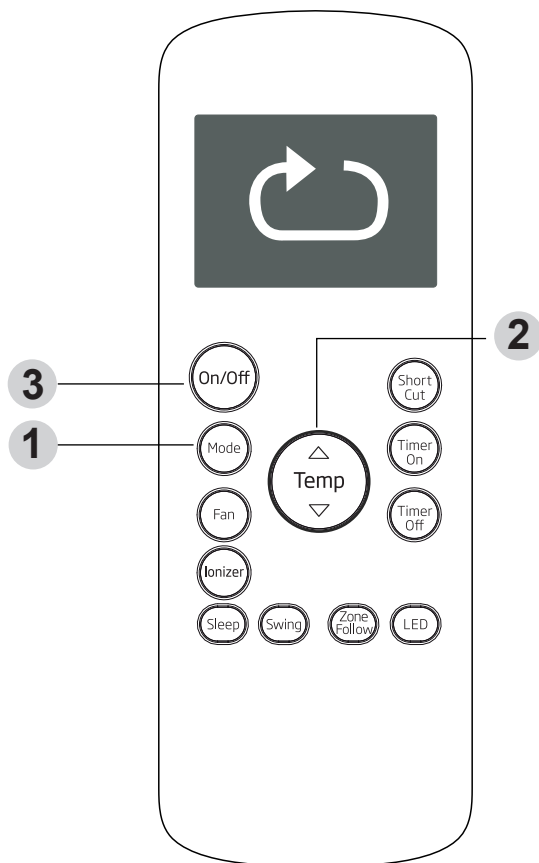 2
3
On/Off
Short
Cut
1
Mode
Temp
Timer
On
Fan
Timer
Off
Ionizer
Sleep
Swing
Zone
Follow
LED